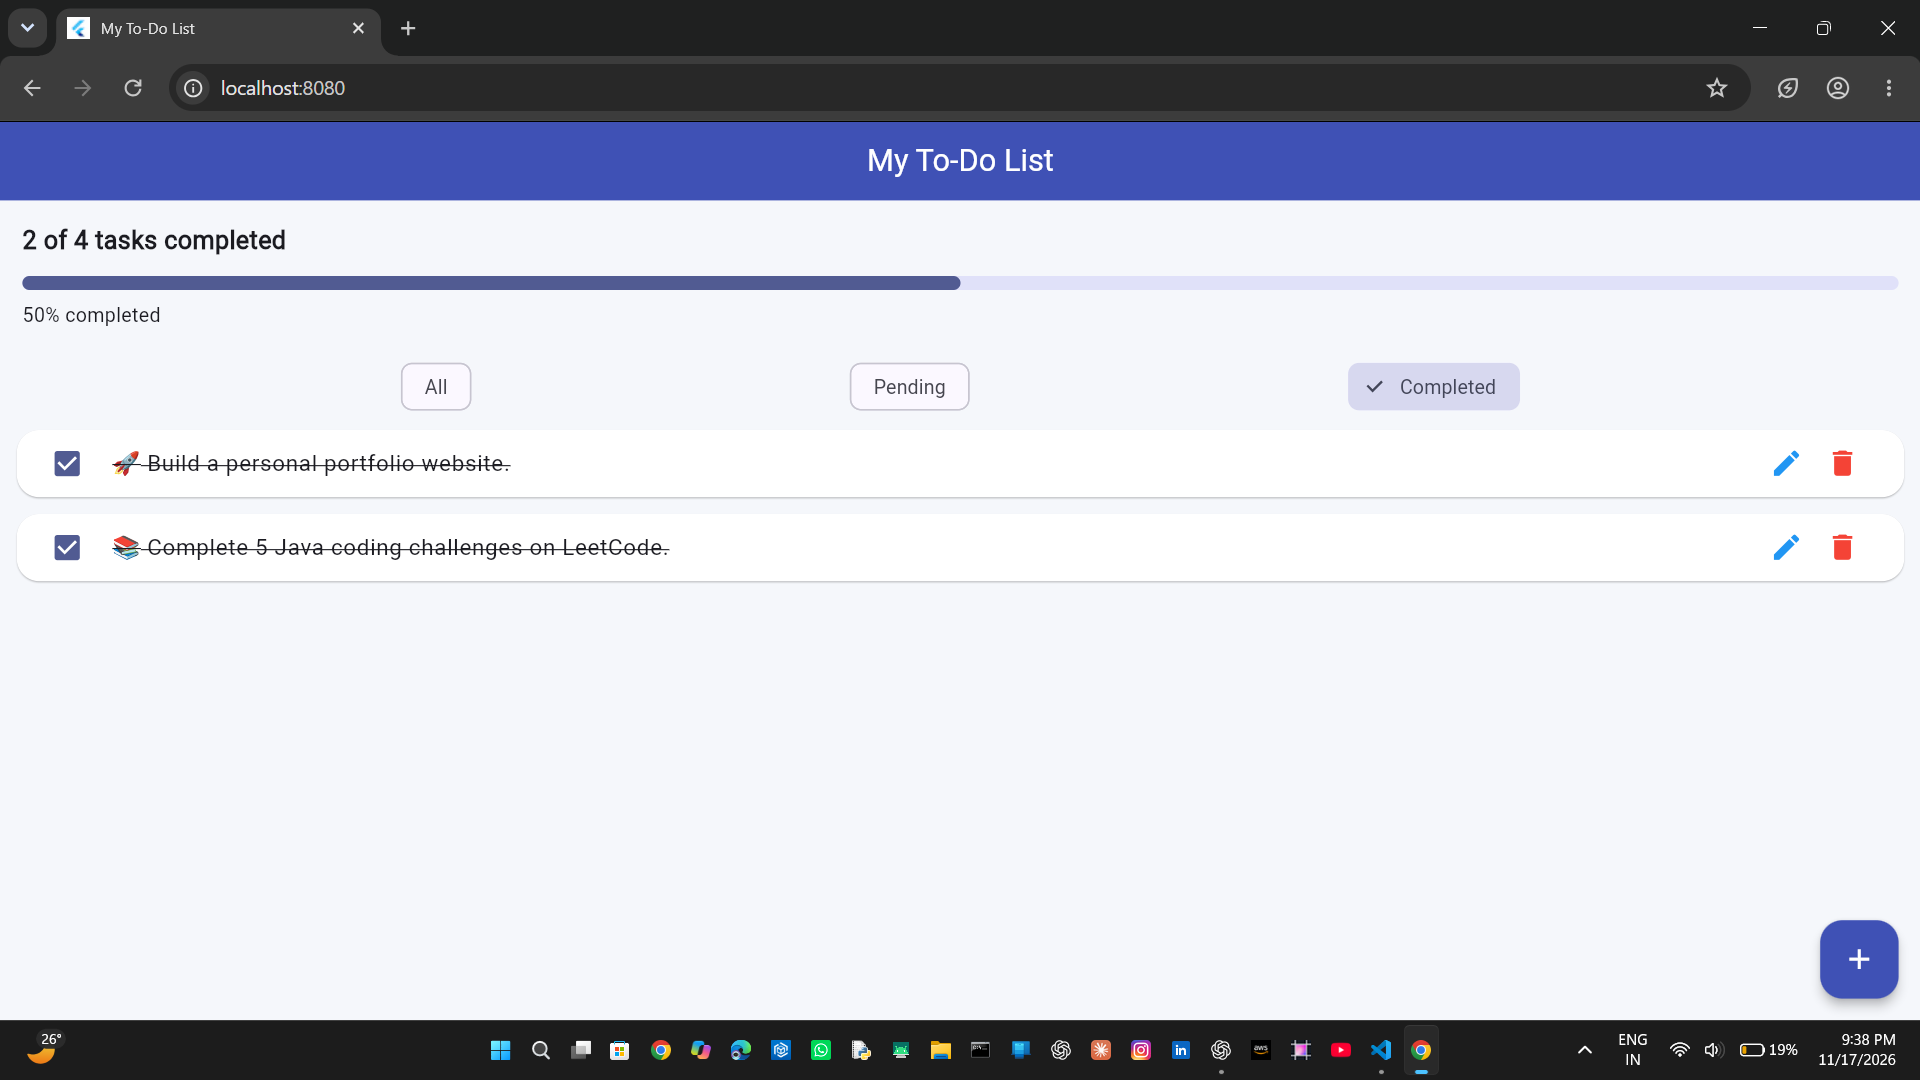 My To-Do List
localhost:8080
My To-Do List
2 of 4 tasks completed
50% completed
All
Pending
Completed
🚀 Build a personal portfolio website.
📚 Complete 5 Java coding challenges on LeetCode.
26°
ENG
IN
19%
9:38 PM
11/17/2026